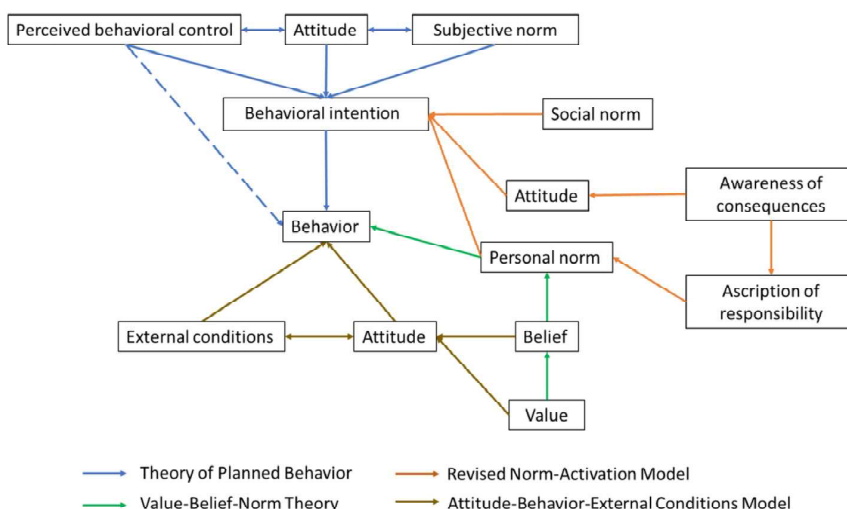 Perceived behavioral control
Attitude
Subjective norm
Behavioral intention
Social norm
Attitude
Awareness of
consequences
Behavior
Personal norm
Ascription of
responsibility
External conditions
Attitude
Belief
Value
Theory of Planned Behavior
Revised Norm-Activation Model
Value-Belief-Norm Theory
Attitude-Behavior-External Conditions Model